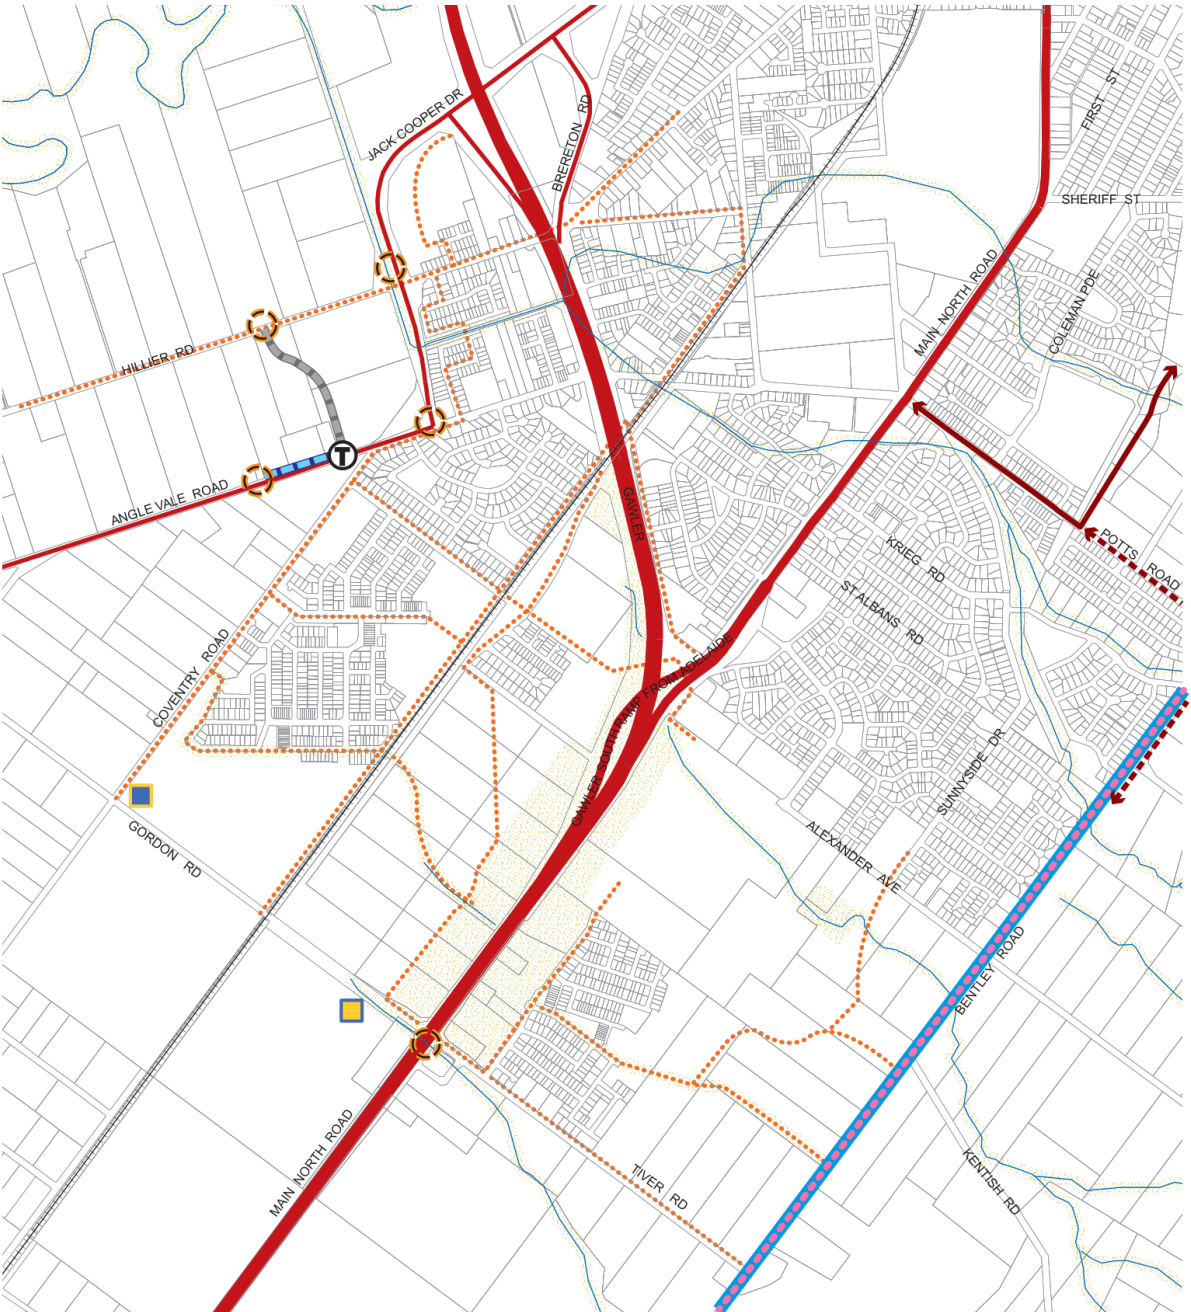 JACK COOPER DR
BRERETON RD
FIRST ST
SHERIFF ST
MAIN NORTH ROAD
COLEMAN PDE
HILLIER RD
T
ANGLE VALE ROAD
GAWLER
POTTS ROAD
KRIEG RD
ST ALBANS RD
COVENTRY ROAD
GAWLER SOUTH RAMP FROM ADELAIDE
SUNNYSIDE DR
GORDON RD
ALEXANDER AVE
BENTLEY ROAD
MAIN NORTH ROAD
TIVER RD
KENTISH RD